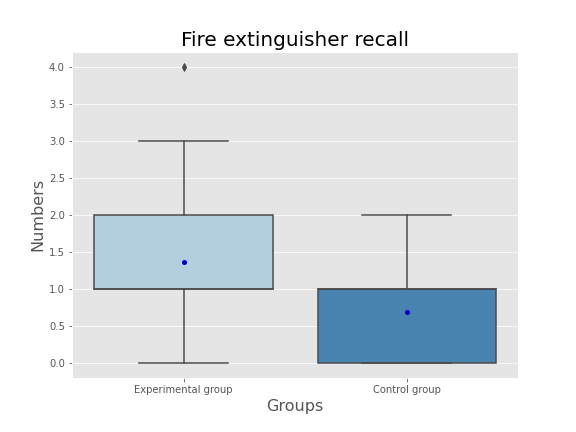 Fire extinguisher recall
Numbers
4.0
3.5
3.0
2.5
2.0
1.5
1.0
0.5
0.0
Experimental group
Control group
Groups